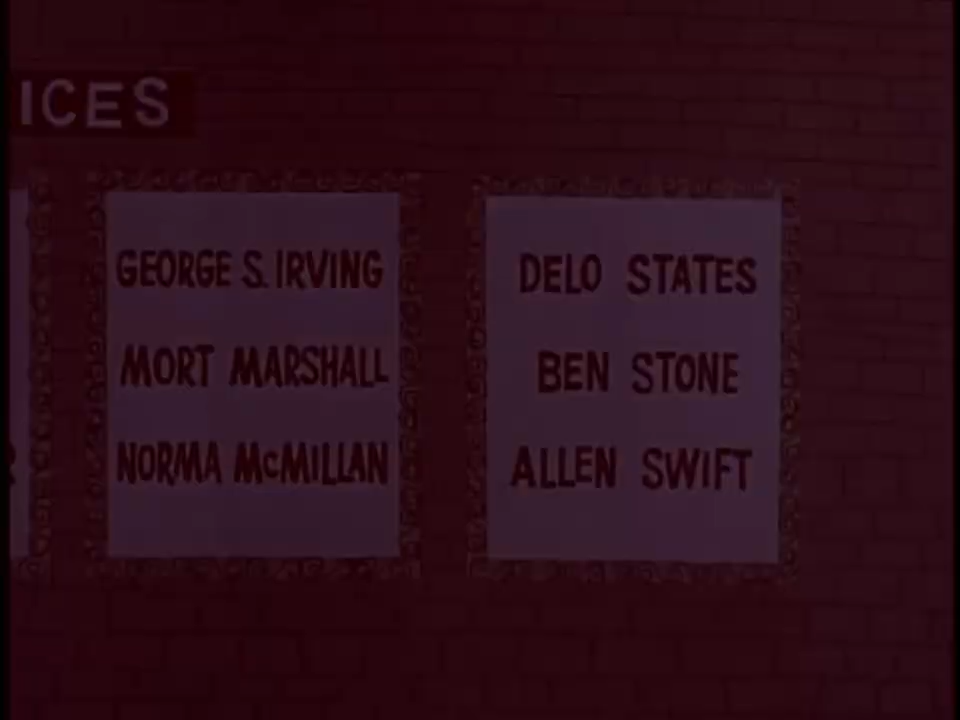 ICES
GEORGE S. IRVING
MORT MARSHALL
NORMA McMILLAN
DELO STATES
BEN STONE
ALLEN SWIFT